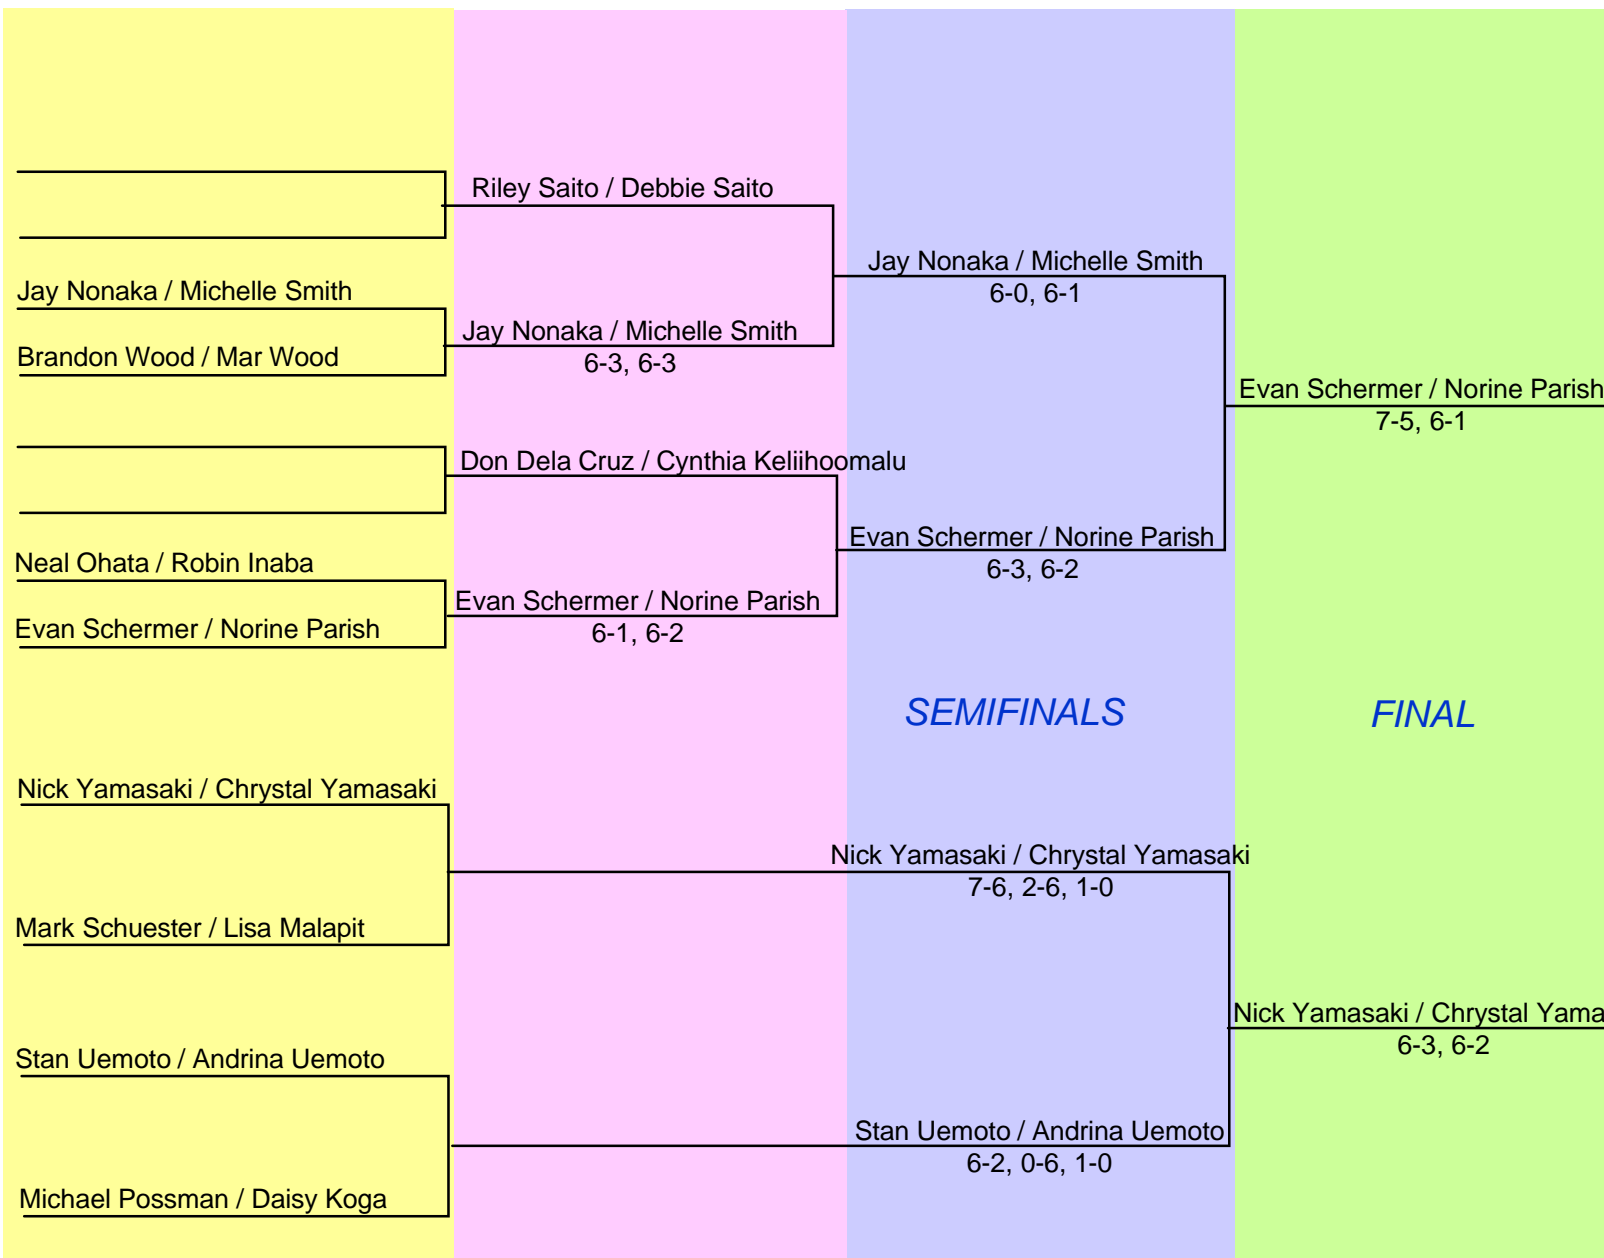 Riley Saito / Debbie Saito
Jay Nonaka / Michelle Smith
6-0, 6-1
Jay Nonaka / Michelle Smith
Jay Nonaka / Michelle Smith
6-3, 6-3
Brandon Wood / Mar Wood
Evan Schermer / Norine Parish
7-5, 6-1
Don Dela Cruz / Cynthia Keliihoomalu
Evan Schermer / Norine Parish
6-3, 6-2
Neal Ohata / Robin Inaba
Evan Schermer / Norine Parish
6-1, 6-2
Evan Schermer / Norine Parish
SEMIFINALS
FINAL
Nick Yamasaki / Chrystal Yamasaki
Nick Yamasaki / Chrystal Yamasaki
7-6, 2-6, 1-0
Mark Schuester / Lisa Malapit
Nick Yamasaki / Chrystal Yama
6-3, 6-2
Stan Uemoto / Andrina Uemoto
Stan Uemoto / Andrina Uemoto
6-2, 0-6, 1-0
Michael Possman / Daisy Koga